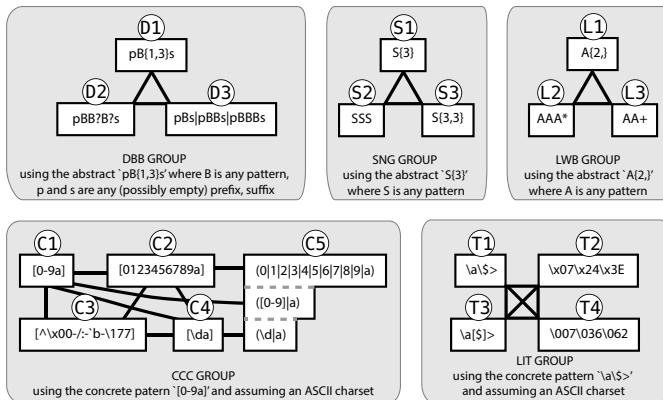 D1
pB{1,3}s
D2
D3
pBB?B?s
pBs|pBBs|pBBBs
DBB GROUP
using the abstract `pB{1,3}s' where B is any pattern,
p and s are any (possibly empty) prefix, suffix
S1
S{3}
S2
S3
SSS
S{3,3}
SNG GROUP
using the abstract `S{3}'
where S is any pattern
L1
A{2,}
L2
L3
AAA*
AA+
LWB GROUP
using the abstract `A{2,}'
where A is any pattern
C1
C2
C5
[0-9a]
[0123456789a]
(0|1|2|3|4|5|6|7|8|9|a)
([0-9]|a)
C3
C4
[^\x00-/:-`b-\177]
[\da]
(\d|a)
CCC GROUP
using the concrete patern `[0-9a]' and assuming an ASCII charset
T1
T2
\a\$>
\x07\x24\x3E
T3
T4
\a[$]>
\007\036\062
LIT GROUP
using the concrete pattern `\a\$>'
and assuming an ASCII charset